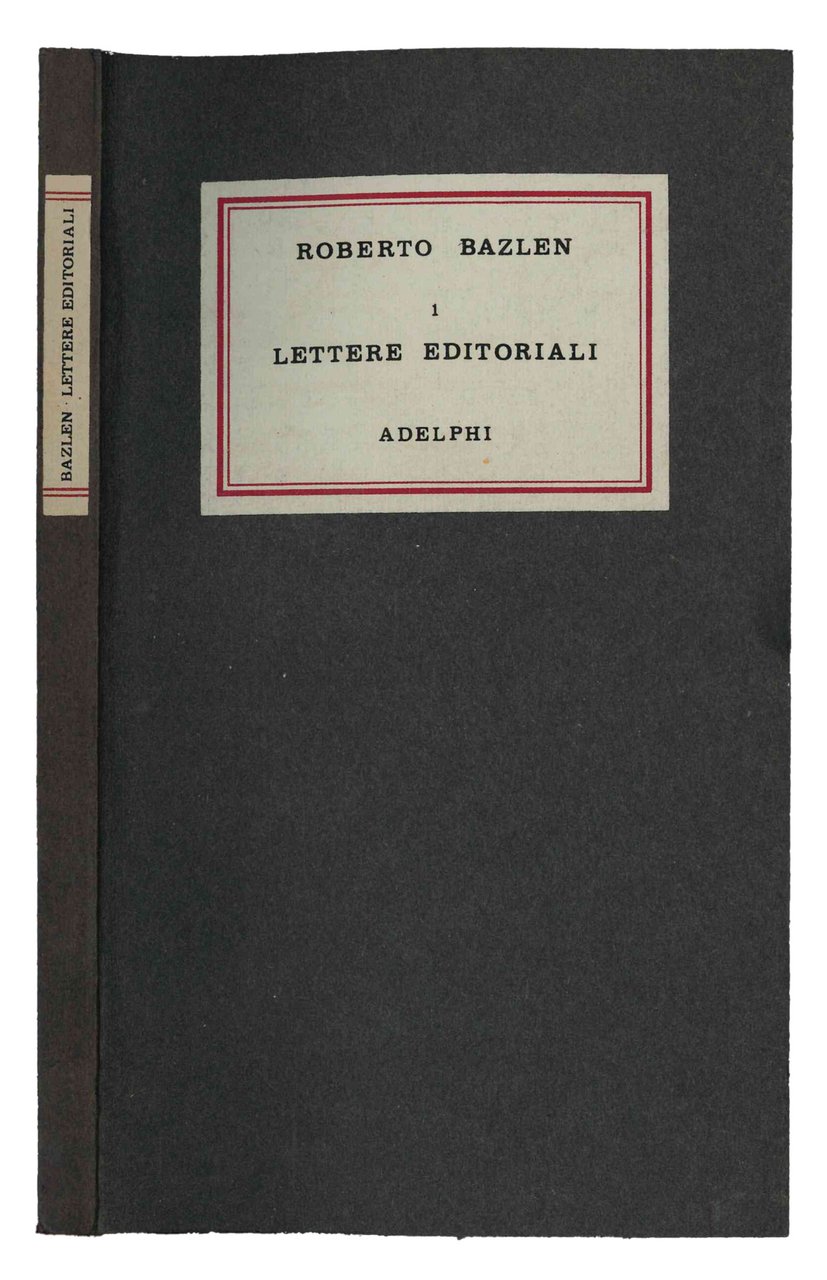 BAZLEN · LETTERE EDITORIALI
ROBERTO BAZLEN
1
LETTERE EDITORIALI
ADELPHI